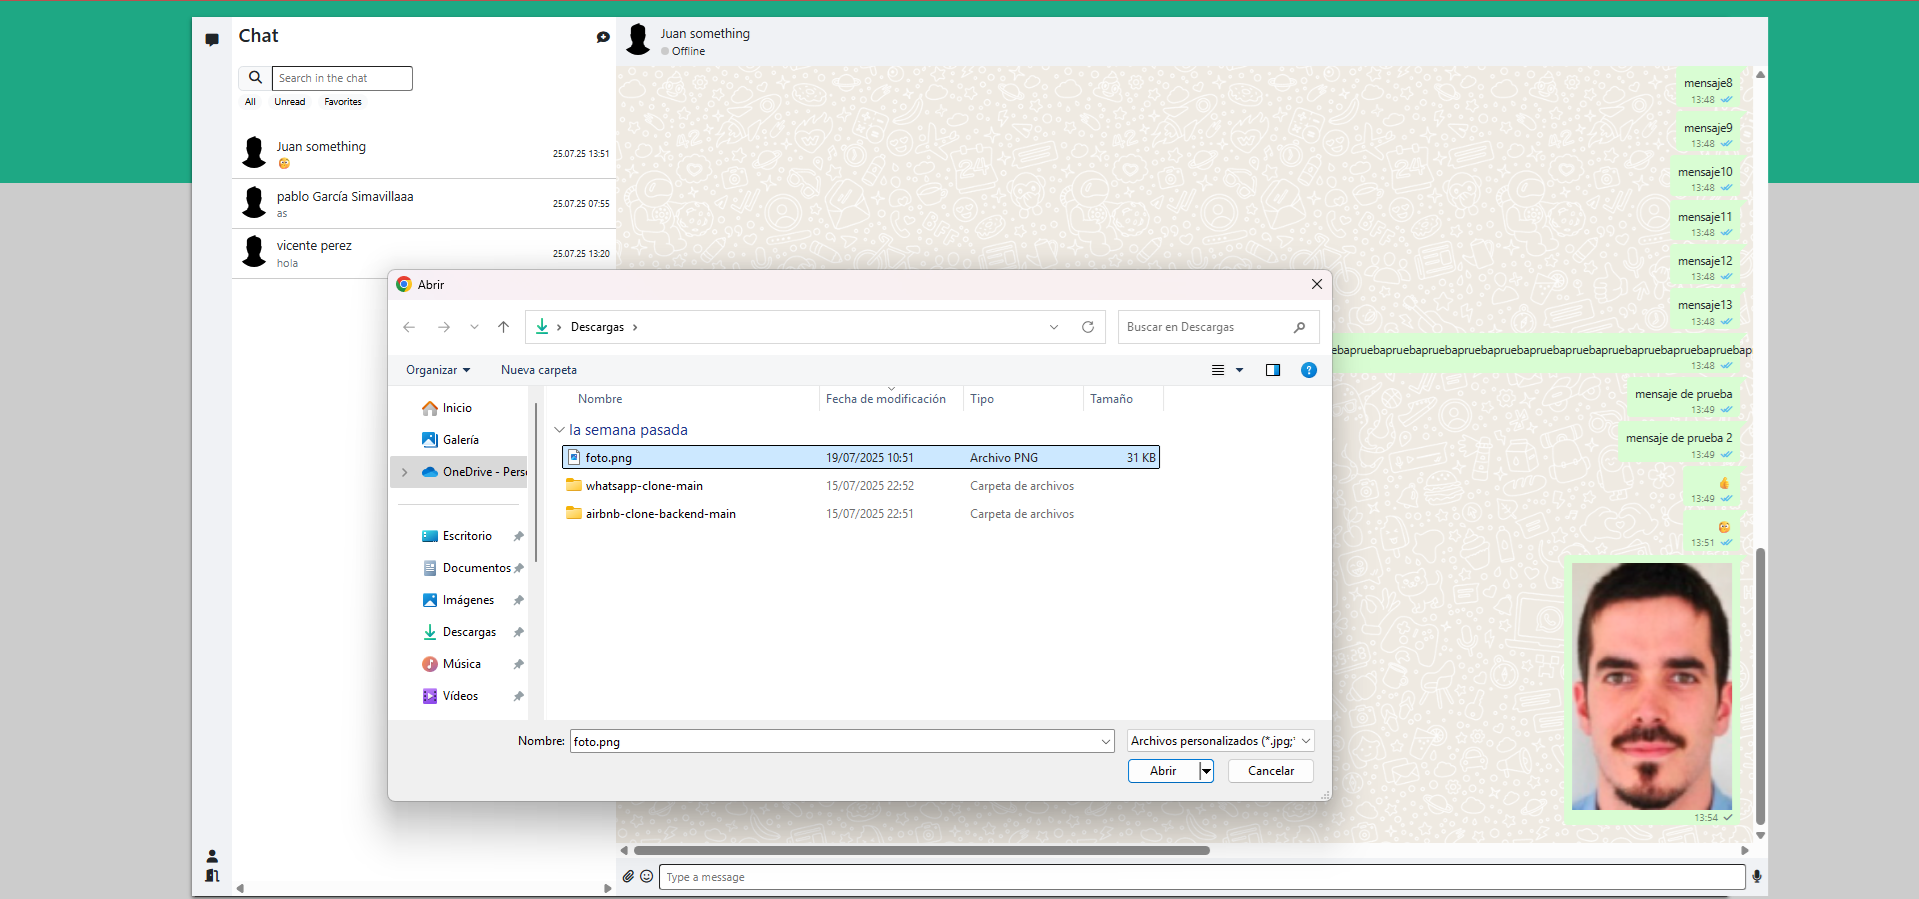 Chat
Search in the chat
All Unread Favorites
Juan something
25.07.25 13:51
pablo García Simavillaaa
as
25.07.25 07:55
vicente perez
hola
25.07.25 13:20
Juan something
Offline
mensaje8
13:48
mensaje9
13:48
mensaje10
13:48
mensaje11
13:48
mensaje12
13:48
mensaje13
13:48
ebapruebapruebapruebapruebapruebapruebapruebapruebapruebapruebapruebap
13:48
mensaje de prueba
13:49
mensaje de prueba 2
13:49
13:49
13:51
13:54
Type a message
Abrir
Descargas
Buscar en Descargas
Organizar Nueva carpeta
Inicio
Galería
OneDrive - Pers
Escritorio
Documentos
Imágenes
Descargas
Música
Vídeos
Nombre Fecha de modificación Tipo Tamaño
la semana pasada
foto.png 19/07/2025 10:51 Archivo PNG 31 KB
whatsapp-clone-main 15/07/2025 22:52 Carpeta de archivos
airbnb-clone-backend-main 15/07/2025 22:51 Carpeta de archivos
Nombre: foto.png Archivos personalizados (*.jpg;*
Abrir Cancelar